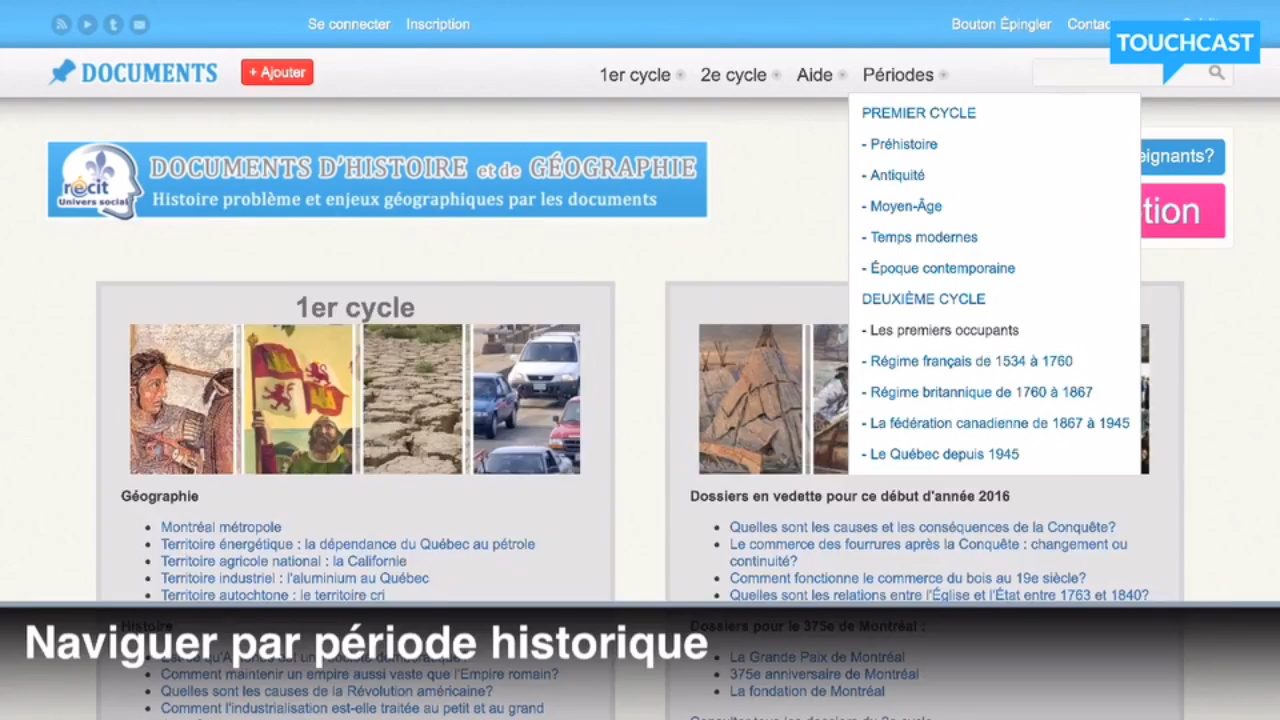 Se connecter Inscription
Bouton Épingler
TOUCHCAST
DOCUMENTS
+ Ajouter
1er cycle 2e cycle Aide Périodes
PREMIER CYCLE
- Préhistoire
- Antiquité
- Moyen-Âge
- Temps modernes
- Époque contemporaine
DEUXIÈME CYCLE
- Les premiers occupants
- Régime français de 1534 à 1760
- Régime britannique de 1760 à 1867
- La fédération canadienne de 1867 à 1945
- Le Québec depuis 1945
récit
Univers social
DOCUMENTS D'HISTOIRE et de GÉOGRAPHIE
Histoire problème et enjeux géographiques par les documents
1er cycle
Géographie
Montréal métropole
Territoire énergétique : la dépendance du Québec au pétrole
Territoire agricole national : la Californie
Territoire industriel : l'aluminium au Québec
Territoire autochtone : le territoire cri
Histoire
Comment maintenir un empire aussi vaste que l'Empire romain?
Quelles sont les causes de la Révolution américaine?
Comment l'industrialisation est-elle traitée au petit et au grand
Dossiers en vedette pour ce début d'année 2016
Quelles sont les causes et les conséquences de la Conquête?
Le commerce des fourrures après la Conquête : changement ou
continuité?
Comment fonctionne le commerce du bois au 19e siècle?
Quelles sont les relations entre l'Église et l'État entre 1763 et 1840?
Dossiers pour le 375e de Montréal :
La Grande Paix de Montréal
375e anniversaire de Montréal
La fondation de Montréal
Naviguer par période historique